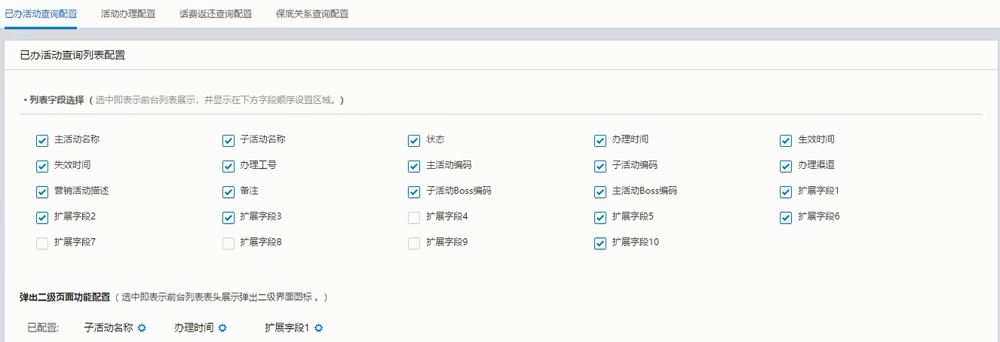 已办活动查询配置 活动办理配置 话费返还查询配置 保底关系查询配置
已办活动查询列表配置
• 列表字段选择 ( 选中即表示前台列表展示，并显示在下方字段顺序设置区域。)
主活动名称 子活动名称 状态 办理时间 生效时间
失效时间 办理工号 主活动编码 子活动编码 办理渠道
营销活动描述 备注 子活动Boss编码 主活动Boss编码 扩展字段1
扩展字段2 扩展字段3 扩展字段4 扩展字段5 扩展字段6
扩展字段7 扩展字段8 扩展字段9 扩展字段10
弹出二级页面功能配置 ( 选中即表示前台列表表头展示弹出二级界面图标 。)
已配置: 子活动名称 办理时间 扩展字段1